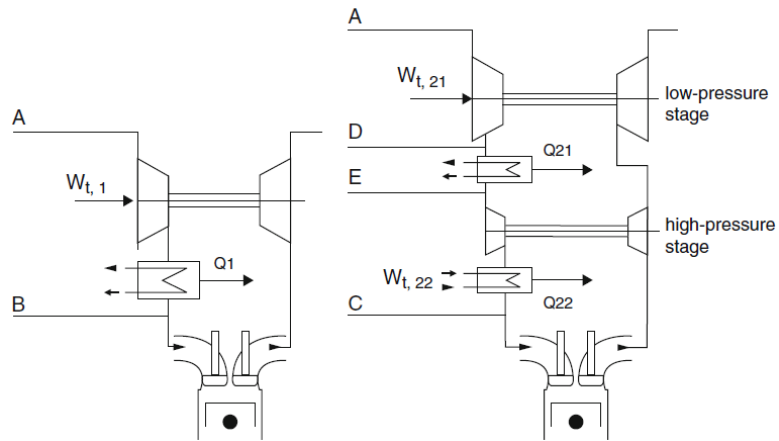 A
W t, 1
Q1
B
A
W t, 21
low-pressure
stage
D
Q21
E
high-pressure
stage
W t, 22
Q22
C